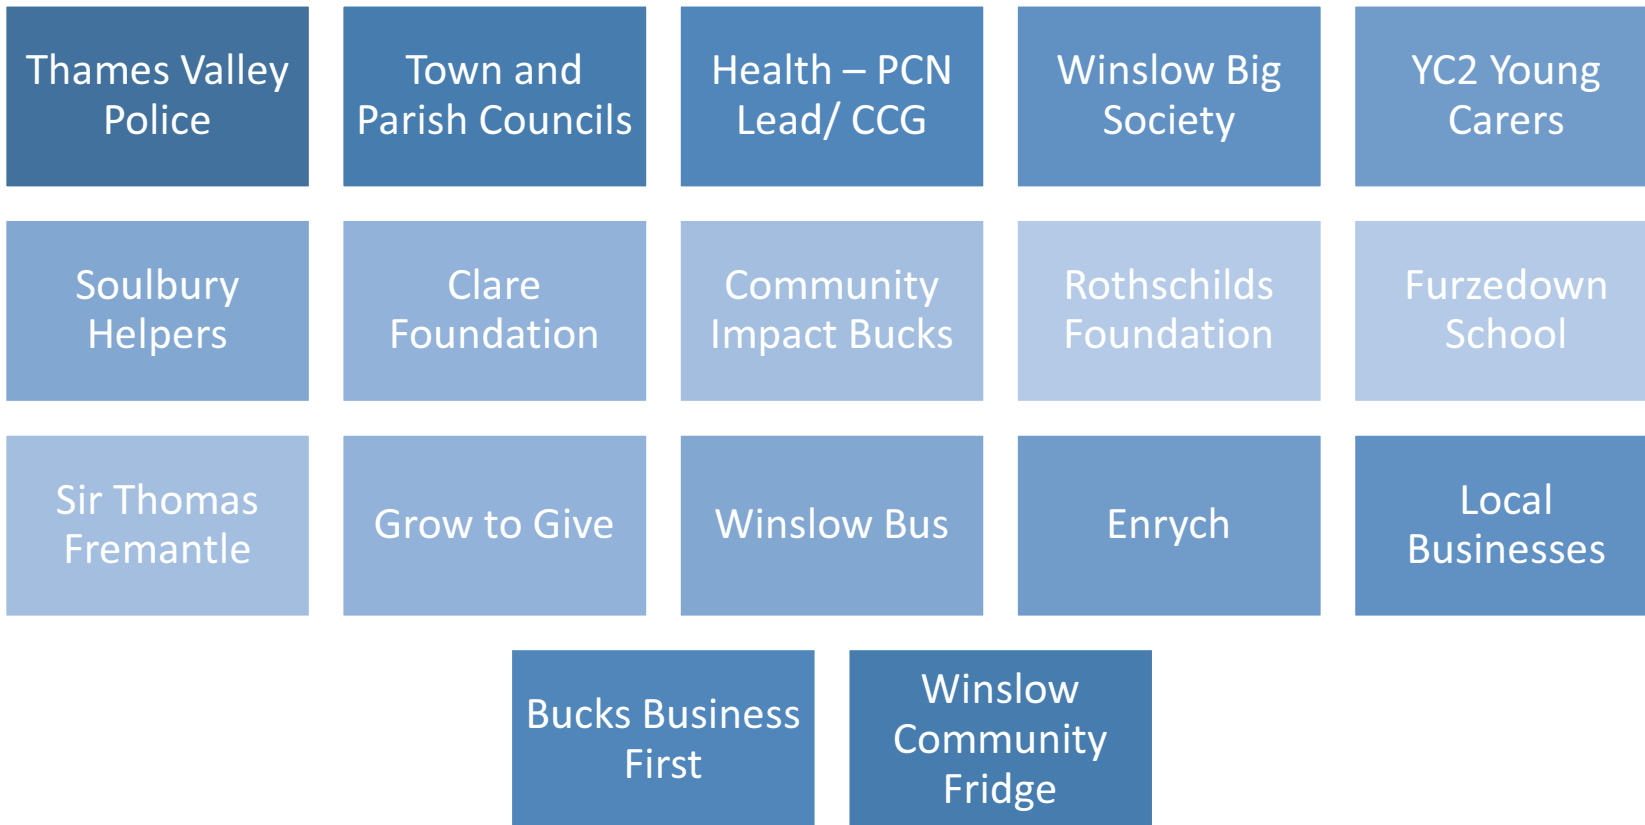 Thames Valley
Police
Town and
Parish Councils
Health – PCN
Lead/ CCG
Winslow Big
Society
YC2 Young
Carers
Soulbury
Helpers
Clare
Foundation
Community
Impact Bucks
Rothschilds
Foundation
Furzedown
School
Sir Thomas
Fremantle
Grow to Give
Winslow Bus
Enrych
Local
Businesses
Bucks Business
First
Winslow
Community
Fridge